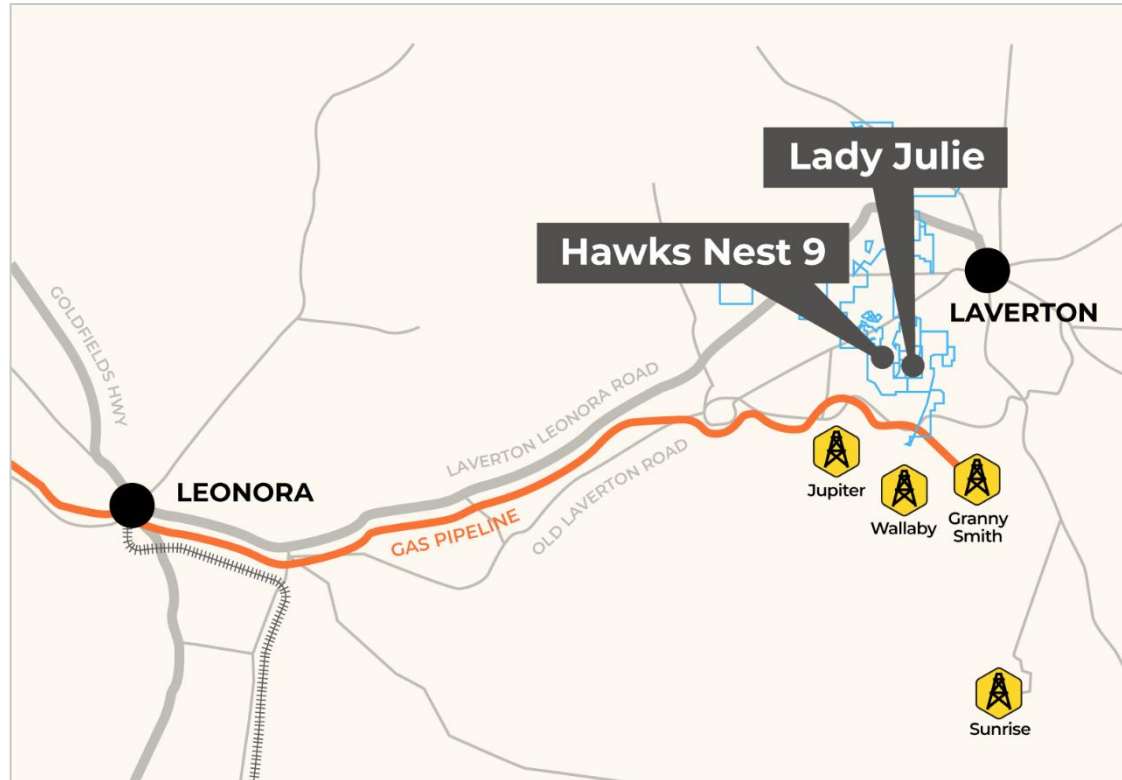 Lady Julie
Hawks Nest 9
LAVERTON
GOLDFIELDS HWY
LAVERTON LEONORA ROAD
LEONORA
GAS PIPELINE
OLD LAVERTON ROAD
Jupiter
Wallaby
Granny
Smith
Sunrise